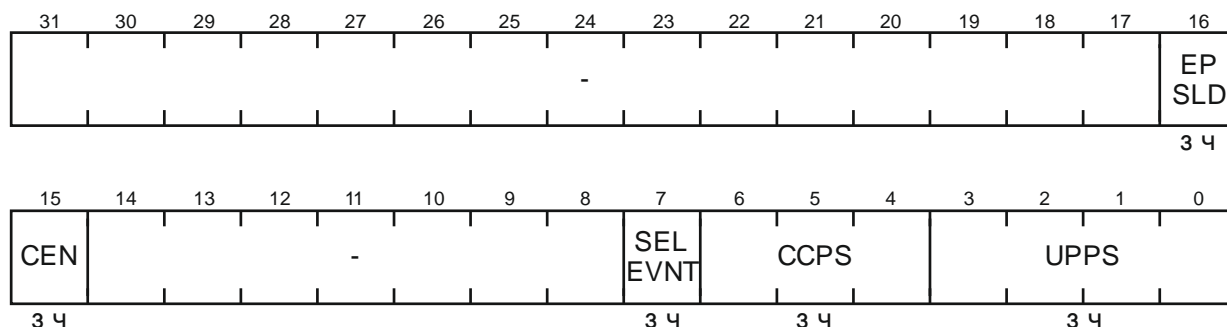 31 30 29 28 27 26 25 24 23 22 21 20 19 18 17 16
-
EP
SLD
З Ч
15 14 13 12 11 10 9 8 7 6 5 4 3 2 1 0
CEN
-
SEL
EVNT
CCPS
UPPS
З Ч З Ч З Ч З Ч